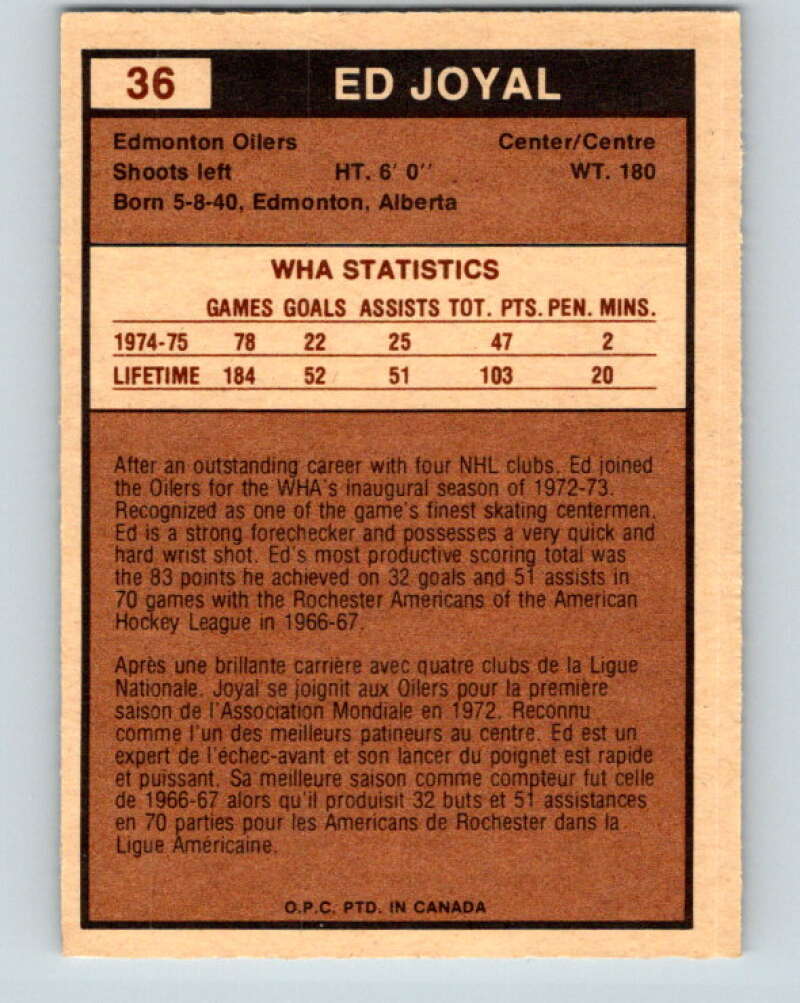 36 ED JOYAL
Edmonton Oilers Center/Centre
Shoots left HT. 6' 0'' WT. 180
Born 5-8-40, Edmonton, Alberta
WHA STATISTICS
GAMES GOALS ASSISTS TOT. PTS. PEN. MINS.
1974-75 78 22 25 47 2
LIFETIME 184 52 51 103 20
After an outstanding career with four NHL clubs, Ed joined
the Oilers for the WHA's inaugural season of 1972-73.
Recognized as one of the game's finest skating centermen,
Ed is a strong forechecker and possesses a very quick and
hard wrist shot. Ed's most productive scoring total was
the 83 points he achieved on 32 goals and 51 assists in
70 games with the Rochester Americans of the American
Hockey League in 1966-67.
Après une brillante carrière avec quatre clubs de la Ligue
Nationale, Joyal se joignit aux Oilers pour la première
saison de l'Association Mondiale en 1972. Reconnu
comme l'un des meilleurs patineurs au centre, Ed est un
expert de l'échec-avant et son lancer du poignet est rapide
et puissant. Sa meilleure saison comme compteur fut celle
de 1966-67 alors qu'il produisit 32 buts et 51 assistances
en 70 parties pour les Americans de Rochester dans la
Ligue Américaine.
O.P.C. PTD. IN CANADA